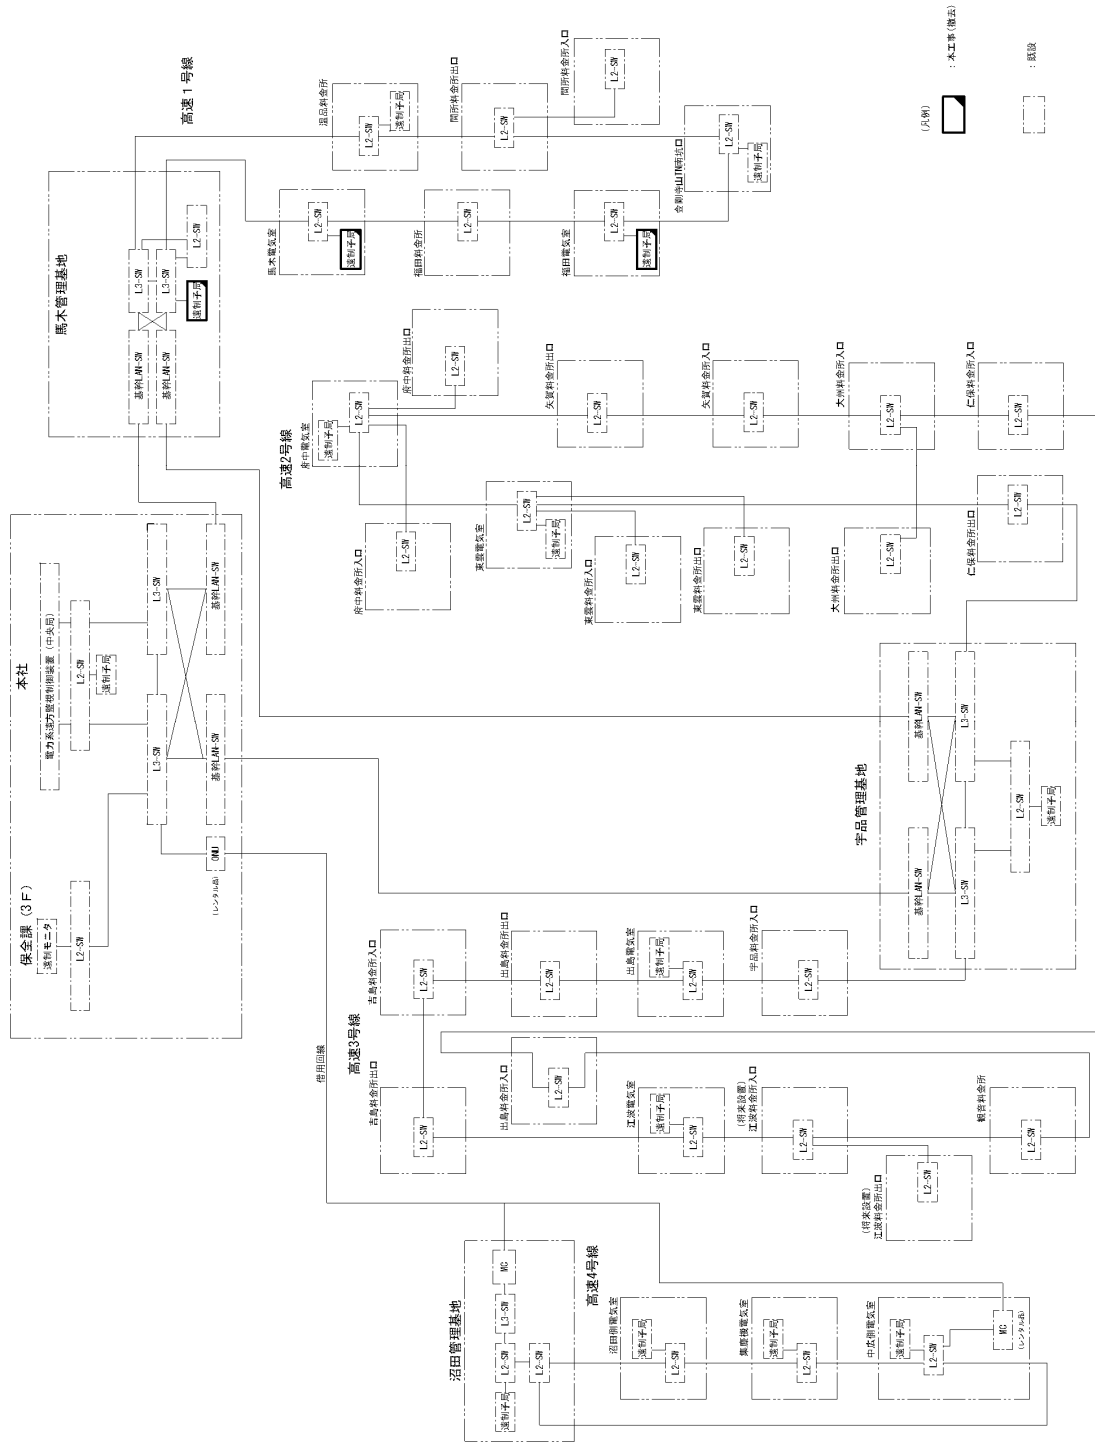 本社
電力系遠方監視制御装置（中央局）
L2-SW
遠制子局
L3-SW
L3-SW
基幹LAN-SW
基幹LAN-SW
ONU
(レンタル品)
保全課（3F）
遠制モニタ
L2-SW
借用回線
馬木管理基地
基幹LAN-SW
基幹LAN-SW
L3-SW
L3-SW
L2-SW
遠制子局
高速1号線
温品料金所
L2-SW
遠制子局
間所料金所出口
L2-SW
間所料金所入口
L2-SW
金剛寺山TN南坑口
L2-SW
遠制子局
馬木電気室
L2-SW
遠制子局
福田料金所
L2-SW
福田電気室
L2-SW
遠制子局
(凡例)
：本工事(撤去)
：既設
高速2号線
府中電気室
遠制子局
L2-SW
府中料金所出口
L2-SW
府中料金所入口
L2-SW
東雲電気室
L2-SW
遠制子局
東雲料金所入口
L2-SW
東雲料金所出口
L2-SW
矢賀料金所出口
L2-SW
矢賀料金所入口
L2-SW
大州料金所入口
L2-SW
大州料金所出口
L2-SW
仁保料金所入口
L2-SW
仁保料金所出口
L2-SW
宇品管理基地
基幹LAN-SW
基幹LAN-SW
L3-SW
L3-SW
L2-SW
遠制子局
高速3号線
吉島料金所入口
L2-SW
出島料金所出口
L2-SW
出島電気室
遠制子局
L2-SW
宇品料金所入口
L2-SW
吉島料金所出口
L2-SW
出島料金所入口
L2-SW
江波電気室
遠制子局
L2-SW
(将来設置)
江波料金所入口
L2-SW
(将来設置)
江波料金所出口
L2-SW
観音料金所
L2-SW
高速4号線
沼田管理基地
MC
L3-SW
L2-SW
L2-SW
遠制子局
沼田側電気室
遠制子局
L2-SW
集塵機電気室
遠制子局
L2-SW
中広側電気室
遠制子局
L2-SW
MC
(レンタル品)